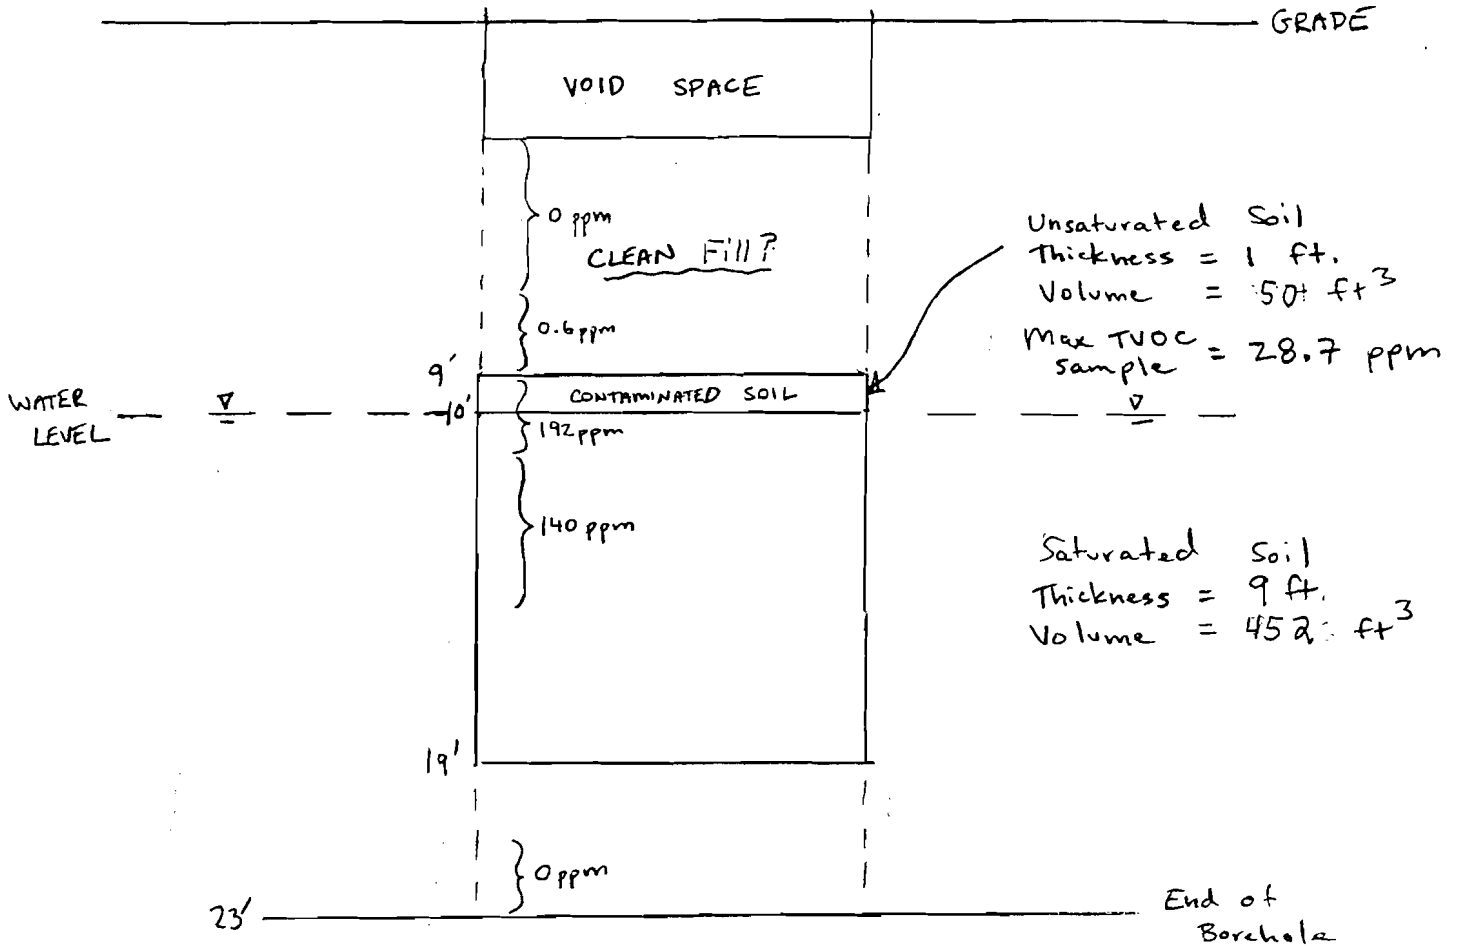 GRADE
VOID SPACE
0 ppm
CLEAN Fill?
0.6 ppm
Unsaturated Soil
Thickness = 1 ft.
Volume = 50 ft³
Max TVOC sample = 28.7 ppm
9'
CONTAMINATED SOIL
WATER
LEVEL
10'
192 ppm
140 ppm
Saturated Soil
Thickness = 9 ft.
Volume = 452 ft³
19'
0 ppm
23'
End of
Borehole